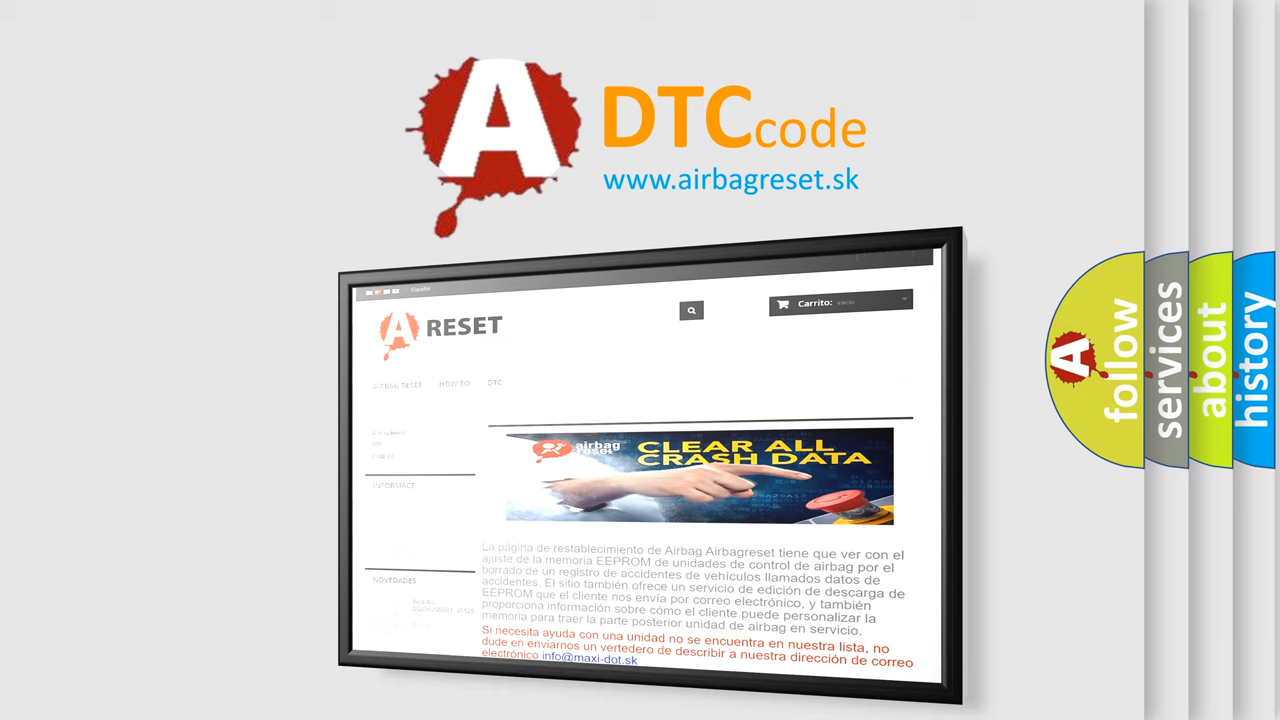 A
DTCcode
www.airbagreset.sk
Español
A RESET
Carrito: vacío
AIRBAG RESET HOW TO DTC
airbag reset
CLEAR ALL
CRASH DATA
INFORMACE
NOVEDADES
La página de restablecimiento de Airbag Airbagreset tiene que ver con el
ajuste de la memoria EEPROM de unidades de control de airbag por el
borrado de un registro de accidentes de vehículos llamados datos de
accidentes. El sitio también ofrece un servicio de edición de descarga de
EEPROM que el cliente nos envía por correo electrónico, y también
proporciona información sobre cómo el cliente puede personalizar la
memoria para traer la parte posterior unidad de airbag en servicio.
Si necesita ayuda con una unidad no se encuentra en nuestra lista, no
dude en enviarnos un vertedero de describir a nuestra dirección de correo
electrónico info@maxi-dot.sk
A
follow
services
about
history